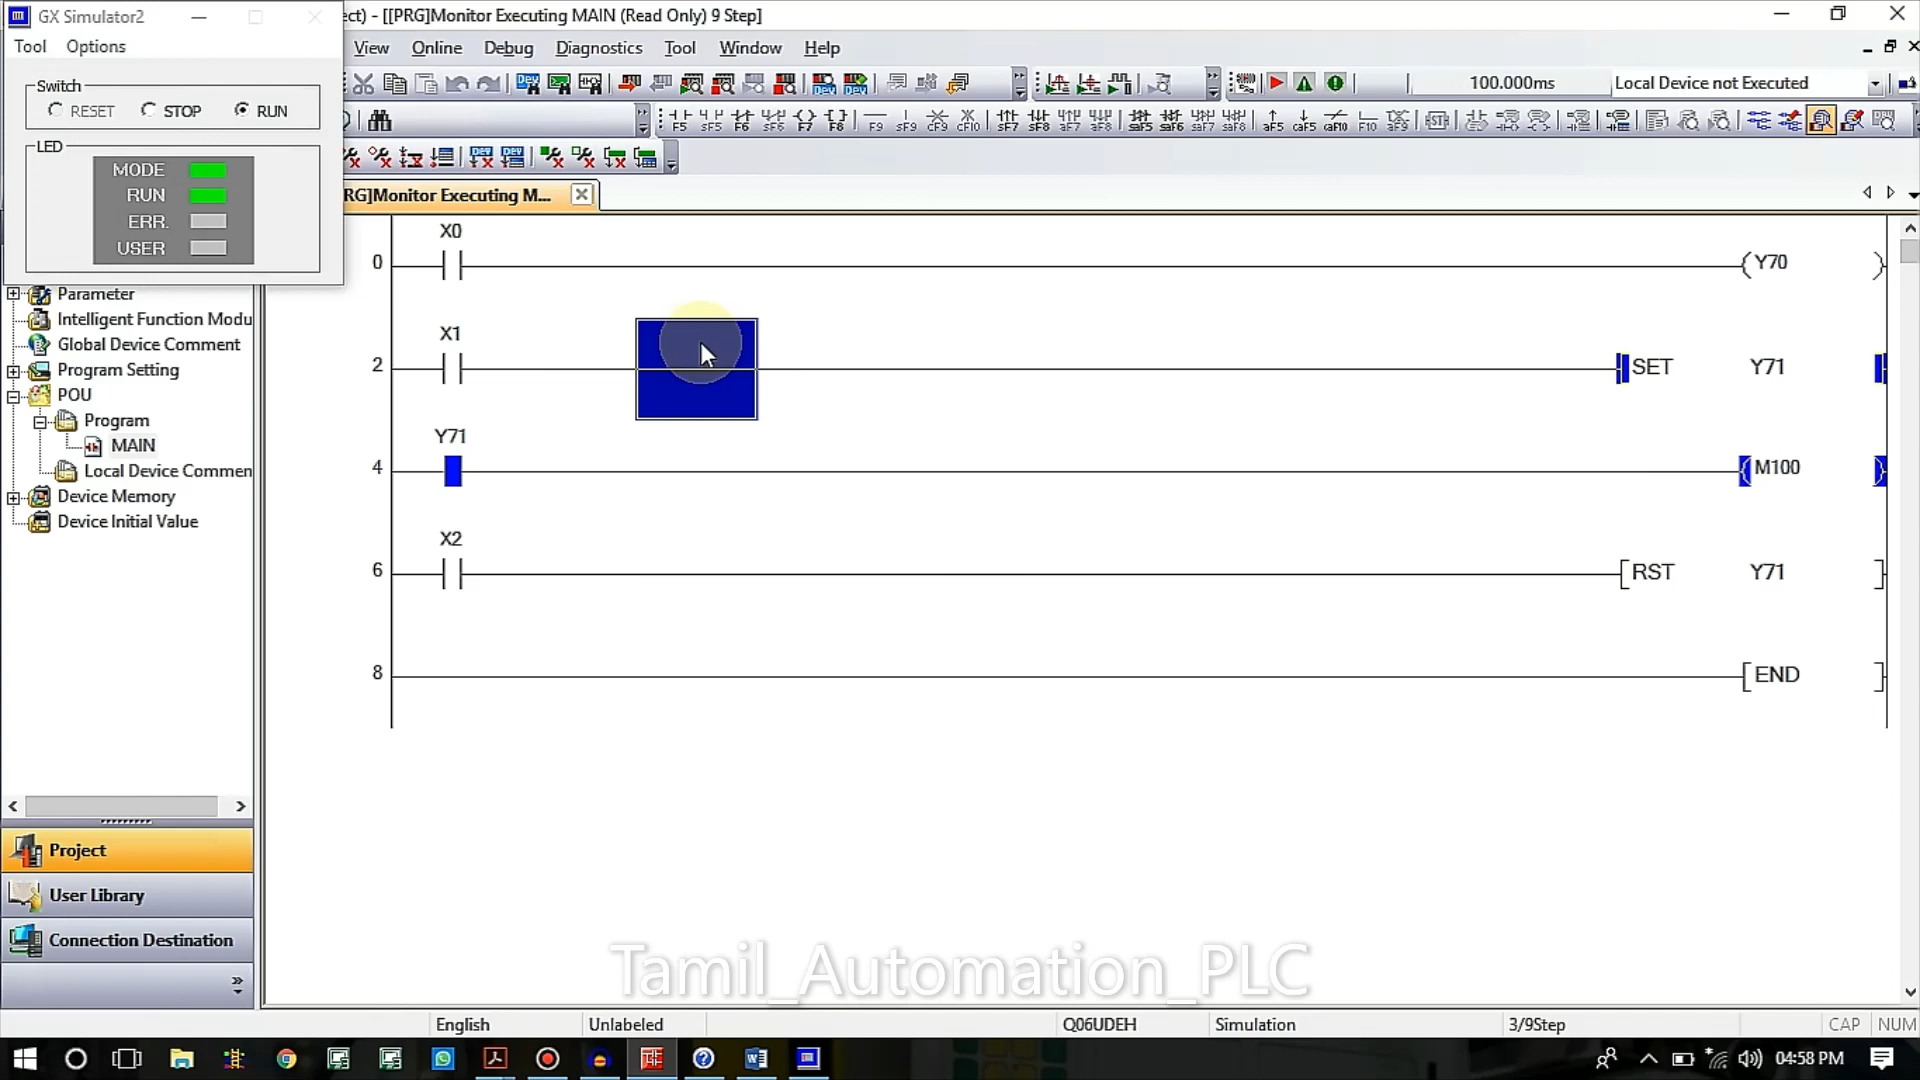 GX Simulator2
ect) - [[PRG]Monitor Executing MAIN (Read Only) 9 Step]
Tool Options
View Online Debug Diagnostics Tool Window Help
Switch
RESET STOP RUN
100.000ms
Local Device not Executed
LED
MODE
RUN
ERR.
USER
RG]Monitor Executing M...
Parameter
Intelligent Function Modu
Global Device Comment
Program Setting
POU
Program
MAIN
Local Device Commen
Device Memory
Device Initial Value
X0
0 Y70
X1
2 SET Y71
Y71
4 M100
X2
6 RST Y71
8 END
Project
User Library
Connection Destination
Tamil_Automation_PLC
English Unlabeled Q06UDEH Simulation 3/9Step CAP NUM
04:58 PM